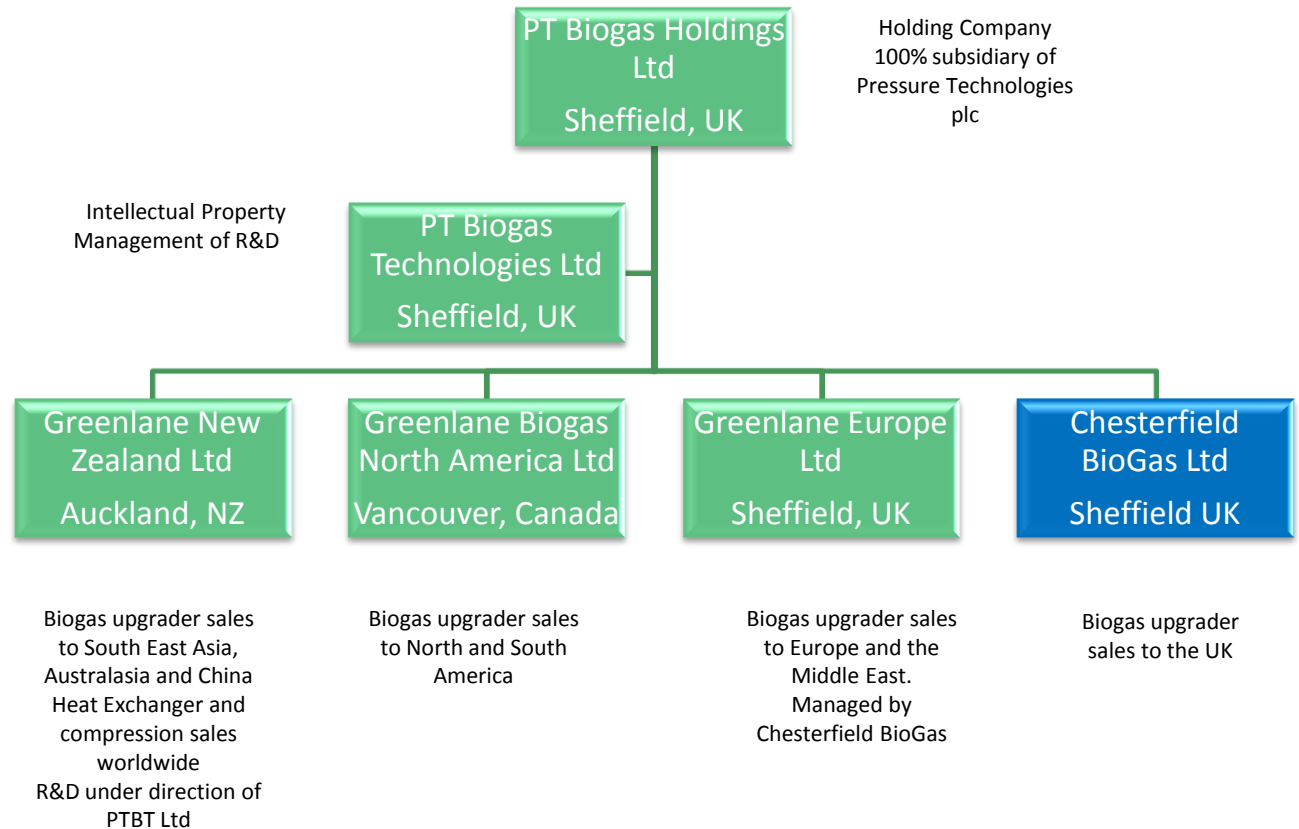 PT Biogas Holdings
Ltd
Sheffield, UK
Holding Company
100% subsidiary of
Pressure Technologies
plc
Intellectual Property
Management of R&D
PT Biogas
Technologies Ltd
Sheffield, UK
Greenlane New
Zealand Ltd
Auckland, NZ
Greenlane Biogas
North America Ltd
Vancouver, Canada
Greenlane Europe
Ltd
Sheffield, UK
Chesterfield
BioGas Ltd
Sheffield UK
Biogas upgrader sales
to South East Asia,
Australasia and China
Heat Exchanger and
compression sales
worldwide
R&D under direction of
PTBT Ltd
Biogas upgrader sales
to North and South
America
Biogas upgrader sales
to Europe and the
Middle East.
Managed by
Chesterfield BioGas
Biogas upgrader
sales to the UK